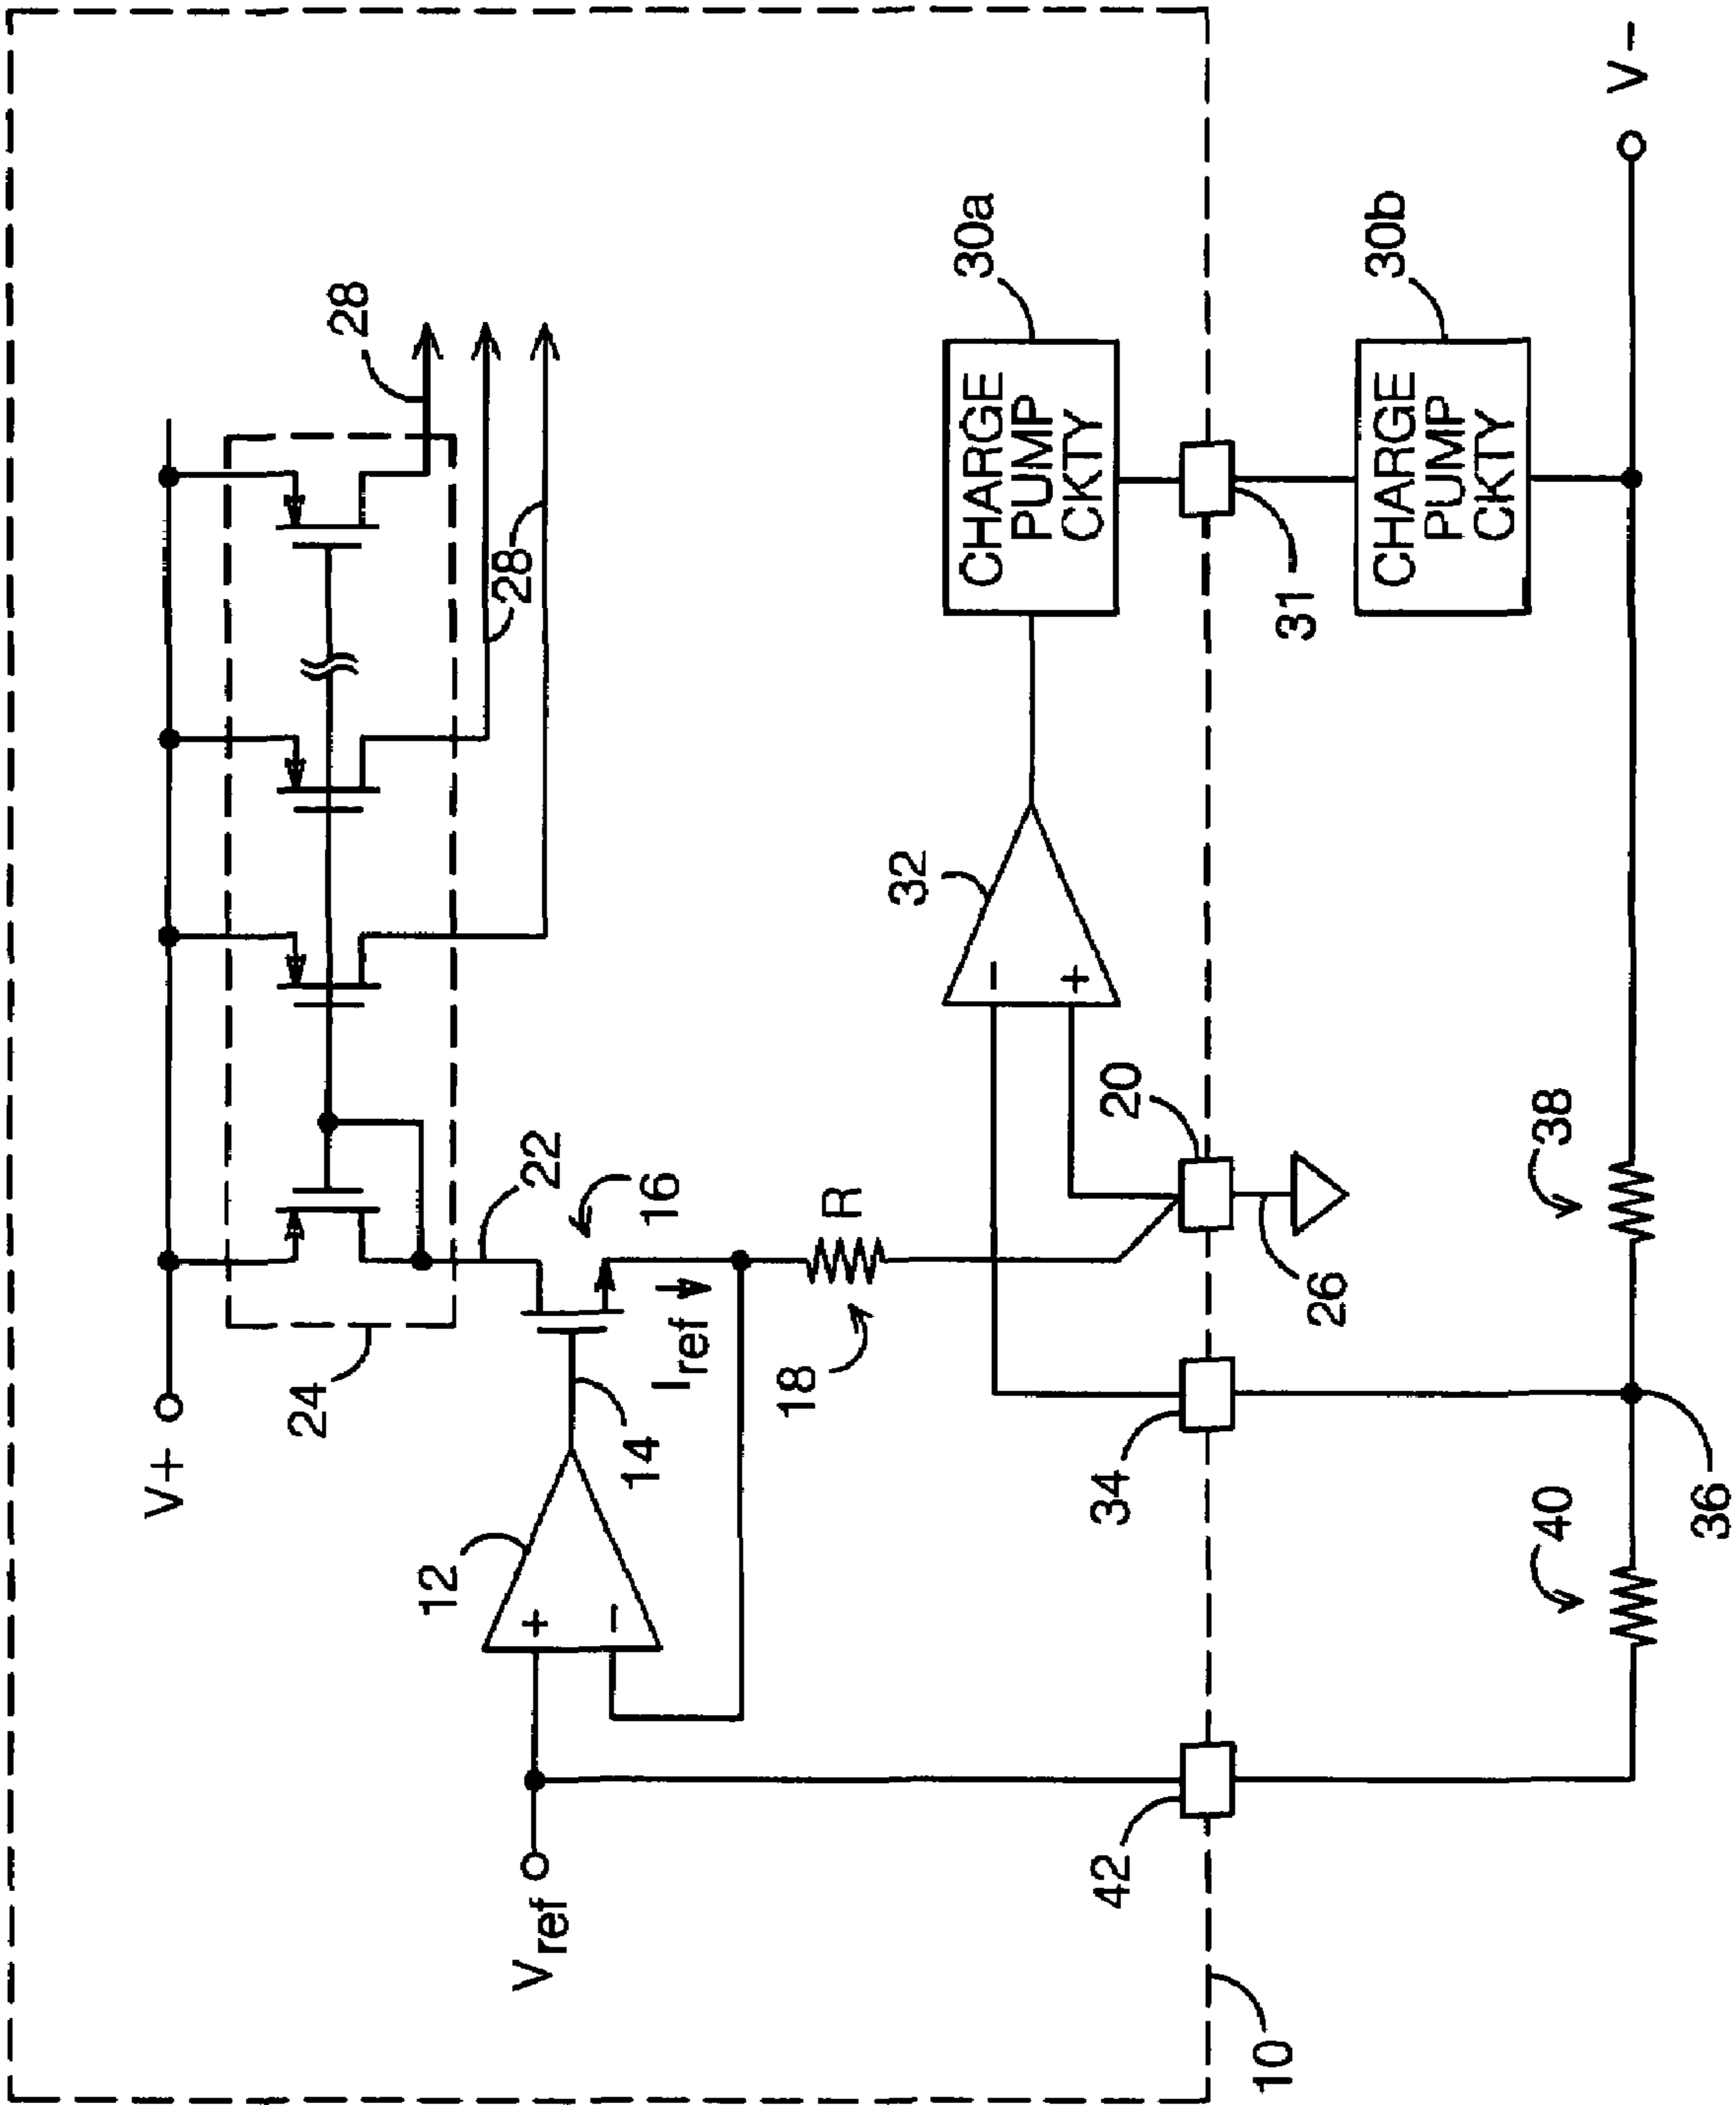 V+
24
28
28
22
16
12
14
+
−
I_ref
R
18
V_ref
32
−
+
30a
CHARGE
PUMP
CKTY
20
26
34
42
10
31
30b
CHARGE
PUMP
CKTY
38
40
36
V −